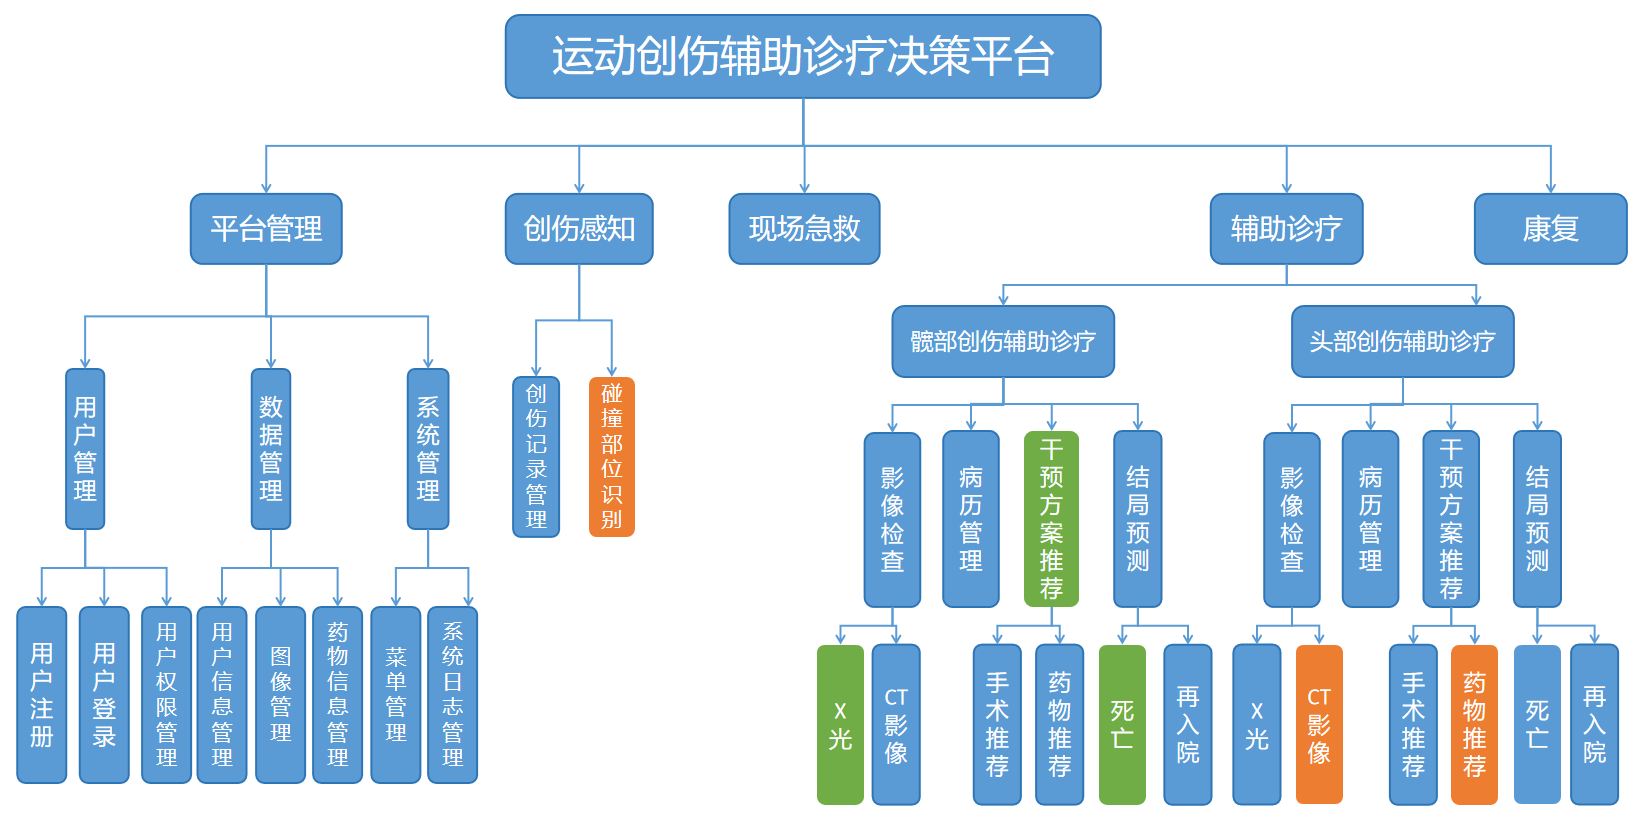 运动创伤辅助诊疗决策平台
平台管理
创伤感知
现场急救
辅助诊疗
康复
髋部创伤辅助诊疗
头部创伤辅助诊疗
用户管理
数据管理
系统管理
创伤记录管理
碰撞部位识别
影像检查
病历管理
干预方案推荐
结局预测
影像检查
病历管理
干预方案推荐
结局预测
用户注册
用户登录
用户权限管理
用户信息管理
图像管理
药物信息管理
菜单管理
系统日志管理
X光
CT影像
手术推荐
药物推荐
死亡
再入院
X光
CT影像
手术推荐
药物推荐
死亡
再入院